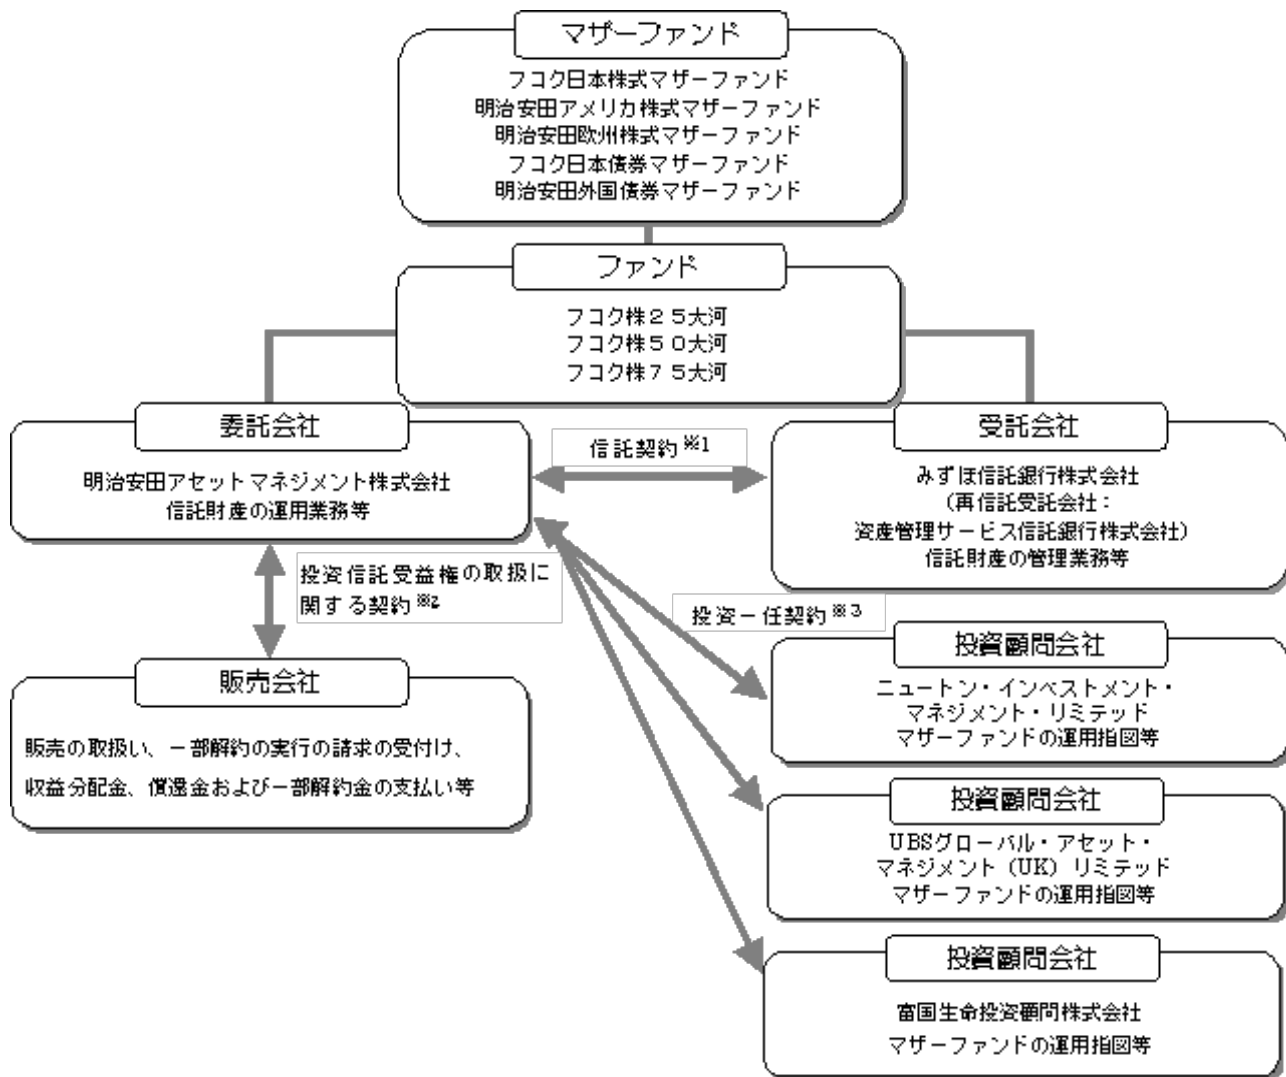 マザーファンド
フコク日本株式マザーファンド
明治安田アメリカ株式マザーファンド
明治安田欧州株式マザーファンド
フコク日本債券マザーファンド
明治安田外国債券マザーファンド
ファンド
フコク株２５大河
フコク株５０大河
フコク株７５大河
委託会社
明治安田アセットマネジメント株式会社
信託財産の運用業務等
信託契約※1
受託会社
みずほ信託銀行株式会社
（再信託受託会社：
資産管理サービス信託銀行株式会社）
信託財産の管理業務等
投資信託受益権の取扱に
関する契約※2
投資一任契約※3
販売会社
販売の取扱い、一部解約の実行の請求の受付け、
収益分配金、償還金および一部解約金の支払い等
投資顧問会社
ニュートン・インベストメント・
マネジメント・リミテッド
マザーファンドの運用指図等
投資顧問会社
UBSグローバル・アセット・
マネジメント（UK）リミテッド
マザーファンドの運用指図等
投資顧問会社
富国生命投資顧問株式会社
マザーファンドの運用指図等